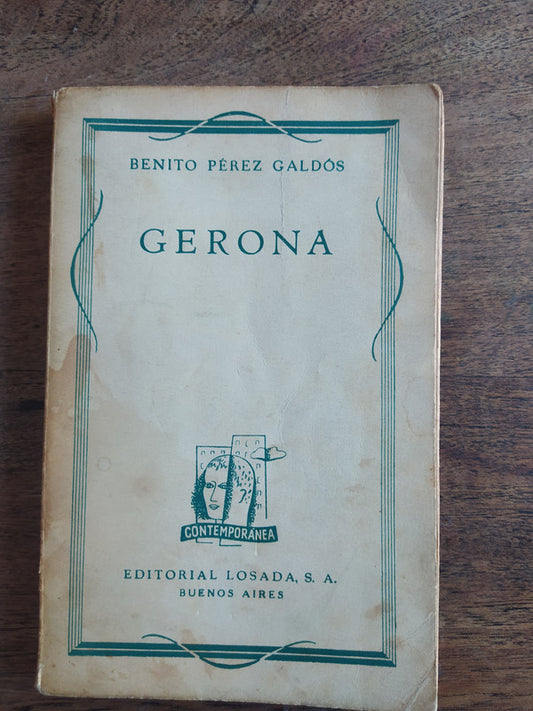 BENITO PÉREZ GALDÓS
GERONA
CONTEMPORÁNEA
EDITORIAL LOSADA, S. A.
BUENOS AIRES